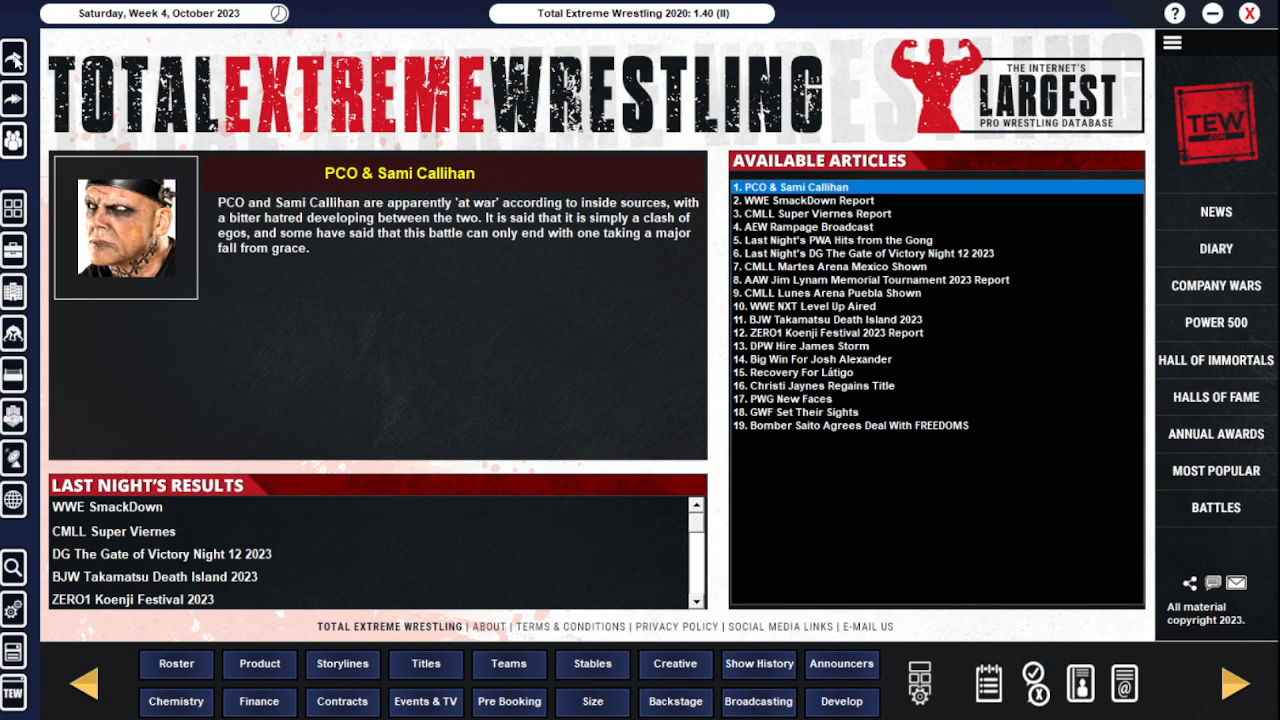 Saturday, Week 4, October 2023
Total Extreme Wrestling 2020: 1.40 (II)
?
X
TOTALEXTREMEWRESTLING
THE INTERNET'S
LARGEST
PRO WRESTLING DATABASE
TEW
.COM
PCO & Sami Callihan
PCO and Sami Callihan are apparently 'at war' according to inside sources, with
a bitter hatred developing between the two. It is said that it is simply a clash of
egos, and some have said that this battle can only end with one taking a major
fall from grace.
AVAILABLE ARTICLES
1. PCO & Sami Callihan
2. WWE SmackDown Report
3. CMLL Super Viernes Report
4. AEW Rampage Broadcast
5. Last Night's PWA Hits from the Gong
6. Last Night's DG The Gate of Victory Night 12 2023
7. CMLL Martes Arena Mexico Shown
8. AAW Jim Lynam Memorial Tournament 2023 Report
9. CMLL Lunes Arena Puebla Shown
10. WWE NXT Level Up Aired
11. BJW Takamatsu Death Island 2023
12. ZERO1 Koenji Festival 2023 Report
13. DPW Hire James Storm
14. Big Win For Josh Alexander
15. Recovery For Látigo
16. Christi Jaynes Regains Title
17. PWG New Faces
18. GWF Set Their Sights
19. Bomber Saito Agrees Deal With FREEDOMS
NEWS
DIARY
COMPANY WARS
POWER 500
HALL OF IMMORTALS
HALLS OF FAME
ANNUAL AWARDS
MOST POPULAR
BATTLES
All material
copyright 2023.
LAST NIGHT'S RESULTS
WWE SmackDown
CMLL Super Viernes
DG The Gate of Victory Night 12 2023
BJW Takamatsu Death Island 2023
ZERO1 Koenji Festival 2023
TOTAL EXTREME WRESTLING | ABOUT | TERMS & CONDITIONS | PRIVACY POLICY | SOCIAL MEDIA LINKS | E-MAIL US
TEW
Roster Product Storylines Titles Teams Stables Creative Show History Announcers
Chemistry Finance Contracts Events & TV Pre Booking Size Backstage Broadcasting Develop